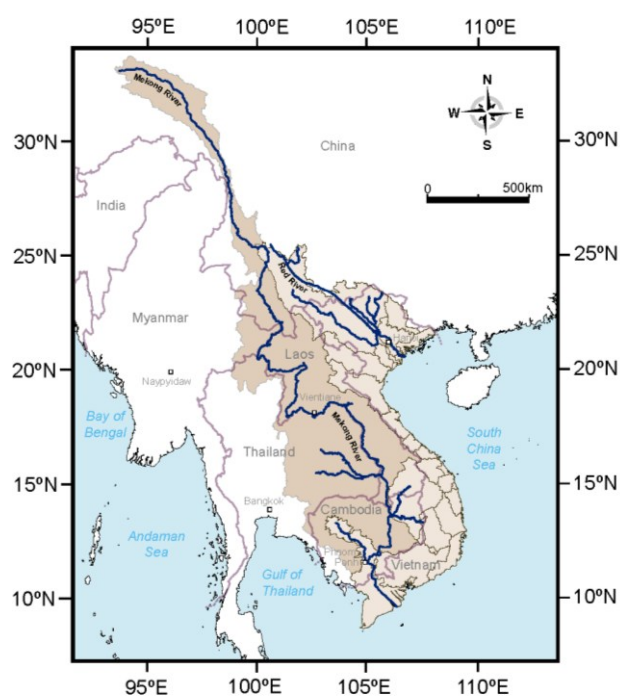 95ºE 100ºE 105ºE 110ºE
Mekong River
N
W E
S
30ºN 30ºN
China
0 500km
India
25ºN 25ºN
Red River
Myanmar
Laos
20ºN 20ºN
Naypyidaw
Vientiane
Bay of
Bengal
Mekong River
South
China
Sea
Thailand
15ºN 15ºN
Bangkok
Cambodia
Andaman
Sea
Phnom
Penh
Vietnam
Gulf of
Thailand
10ºN 10ºN
95ºE 100ºE 105ºE 110ºE